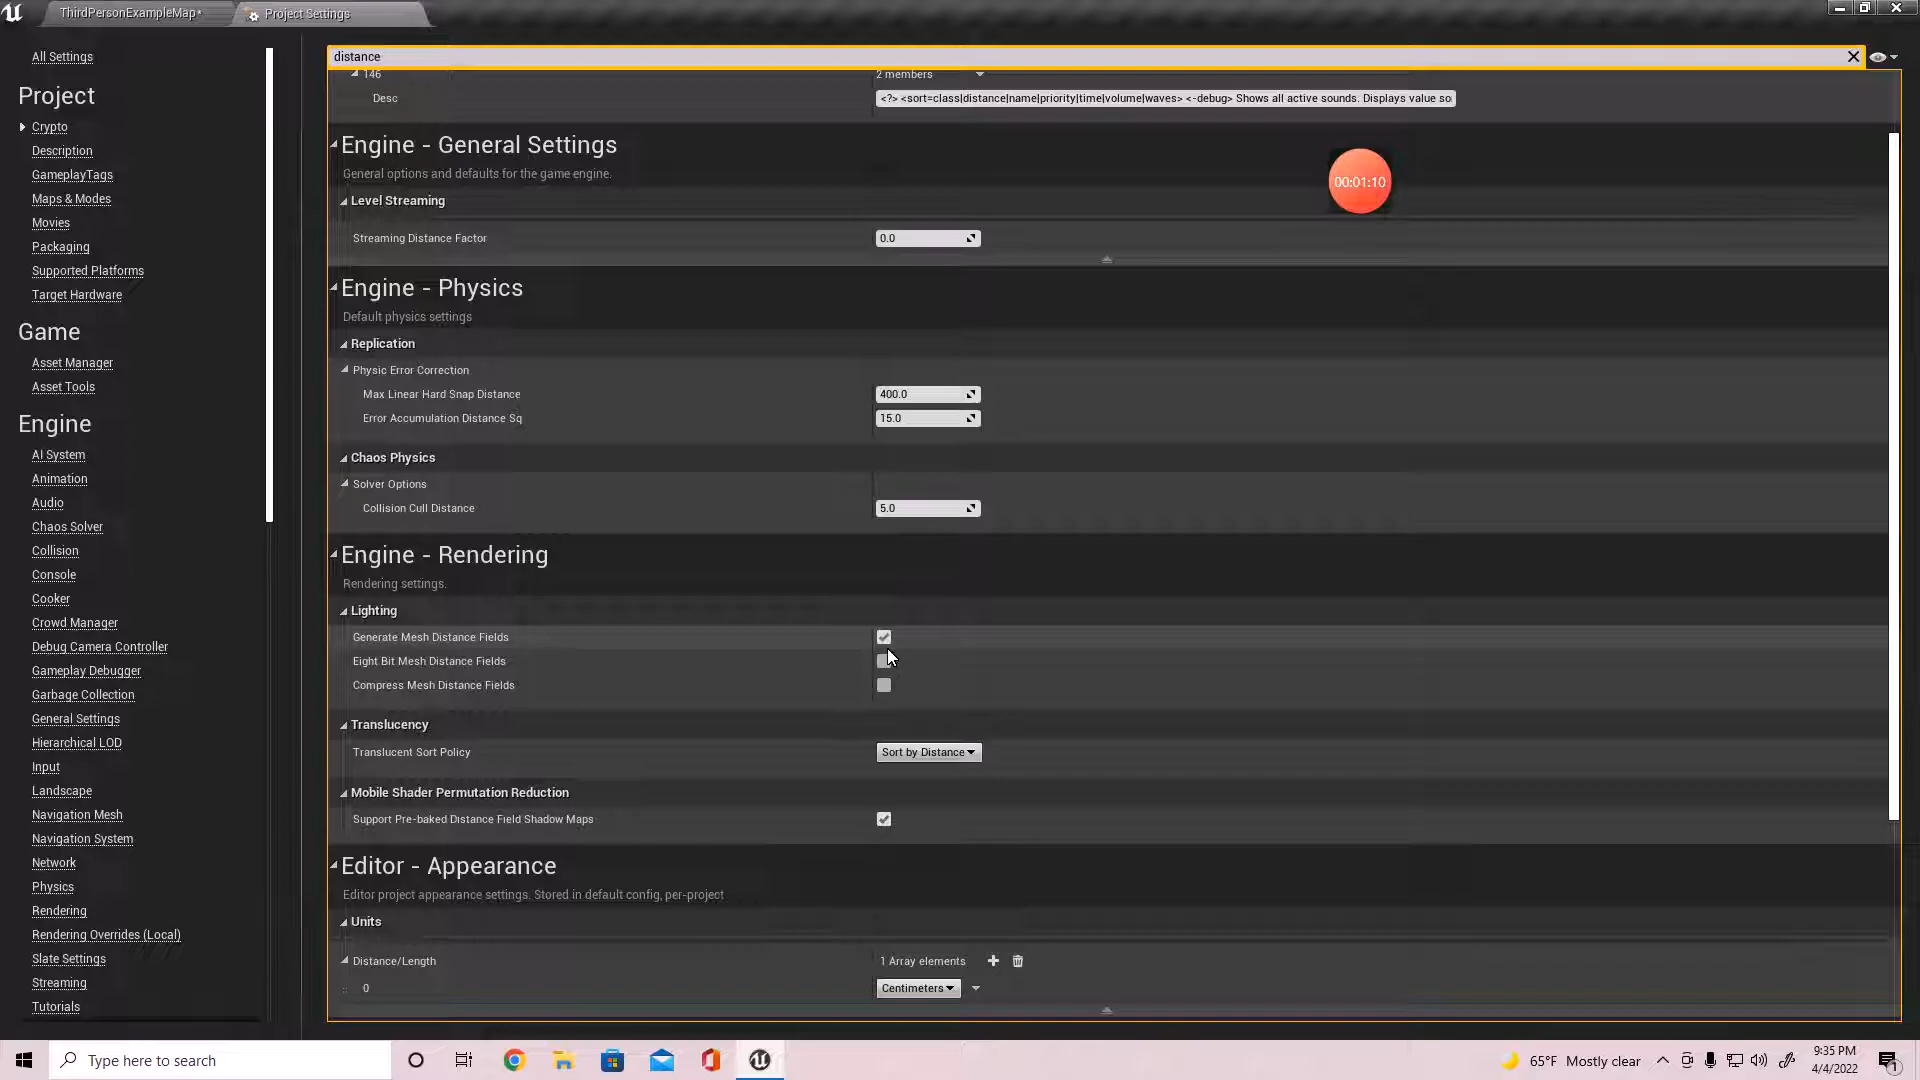 ThirdPersonExampleMap*
Project Settings
All Settings
Project
Crypto
Description
GameplayTags
Maps & Modes
Movies
Packaging
Supported Platforms
Target Hardware
Game
Asset Manager
Asset Tools
Engine
AI System
Animation
Audio
Chaos Solver
Collision
Console
Cooker
Crowd Manager
Debug Camera Controller
Gameplay Debugger
Garbage Collection
General Settings
Hierarchical LOD
Input
Landscape
Navigation Mesh
Navigation System
Network
Physics
Rendering
Rendering Overrides (Local)
Slate Settings
Streaming
Tutorials
distance
146 2 members
Desc <?> <sort=class|distance|name|priority|time|volume|waves> <-debug> Shows all active sounds. Displays value so
Engine - General Settings
General options and defaults for the game engine.
00:01:10
Level Streaming
Streaming Distance Factor 0.0
Engine - Physics
Default physics settings
Replication
Physic Error Correction
Max Linear Hard Snap Distance 400.0
Error Accumulation Distance Sq 15.0
Chaos Physics
Solver Options
Collision Cull Distance 5.0
Engine - Rendering
Rendering settings.
Lighting
Generate Mesh Distance Fields
Eight Bit Mesh Distance Fields
Compress Mesh Distance Fields
Translucency
Translucent Sort Policy Sort by Distance
Mobile Shader Permutation Reduction
Support Pre-baked Distance Field Shadow Maps
Editor - Appearance
Editor project appearance settings. Stored in default config, per-project
Units
Distance/Length 1 Array elements
0 Centimeters
Type here to search
65°F Mostly clear
9:35 PM
4/4/2022
1